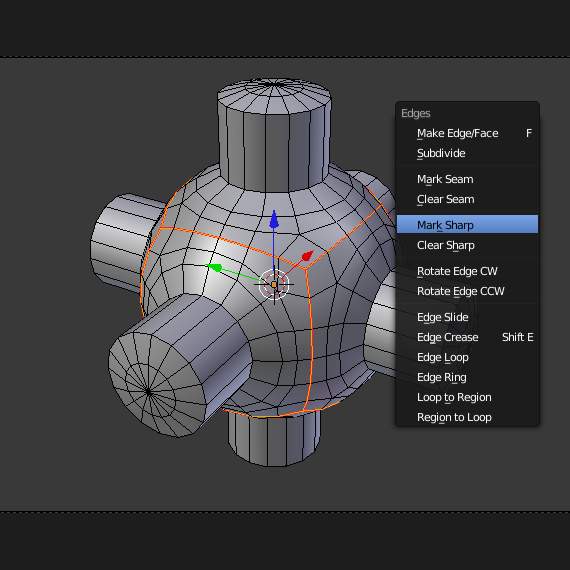 Edges
Make Edge/Face F
Subdivide
Mark Seam
Clear Seam
Mark Sharp
Clear Sharp
Rotate Edge CW
Rotate Edge CCW
Edge Slide
Edge Crease Shift E
Edge Loop
Edge Ring
Loop to Region
Region to Loop